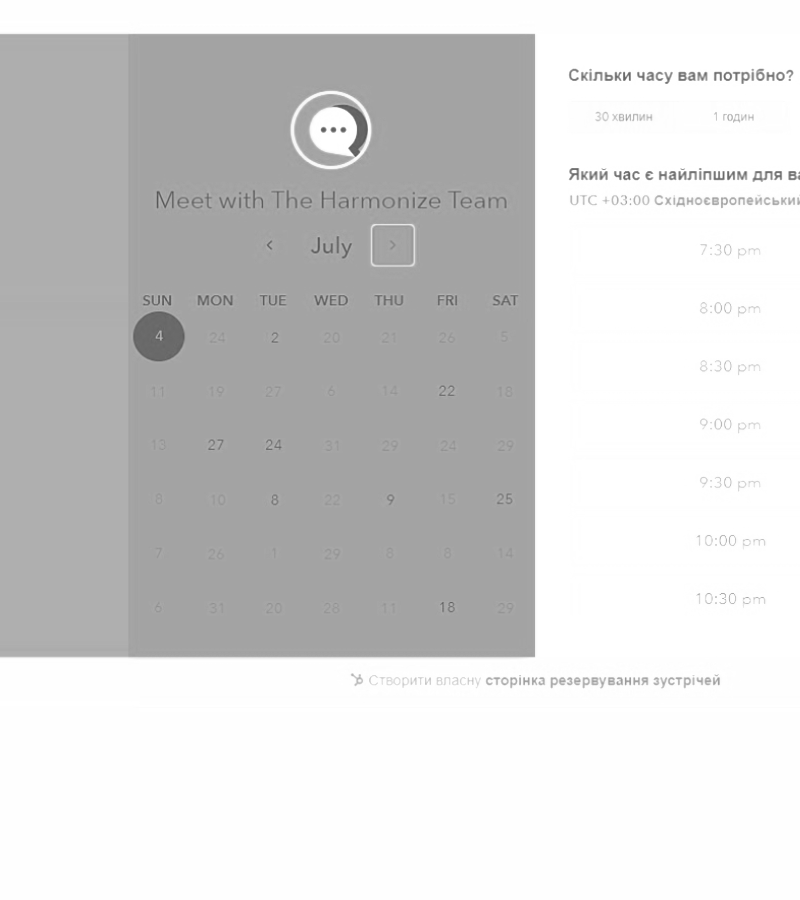 Meet with The Harmonize Team
July
SUN MON TUE WED THU FRI SAT
4 24 2 20 21 26 5
11 19 27 6 14 22 18
13 27 24 31 29 24 29
8 10 8 22 9 15 25
7 26 1 29 8 8 14
6 31 20 28 11 18 29
Скільки часу вам потрібно?
30 хвилин 1 годин
Який час є найліпшим для ва
UTC +03:00 Східноєвропейський
7:30 pm
8:00 pm
8:30 pm
9:00 pm
9:30 pm
10:00 pm
10:30 pm
Створити власну сторінка резервування зустрічей